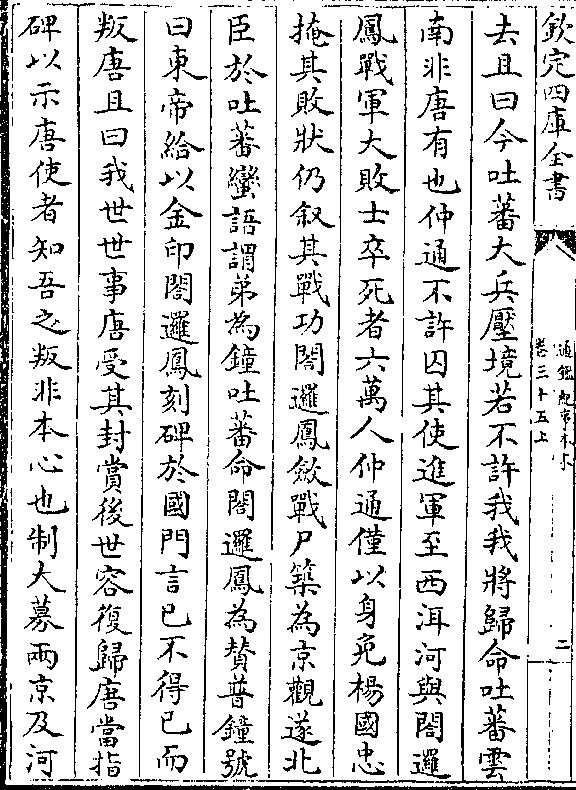 欽定四庫全書
通鑑紀事本末
卷三十五上
二
去且曰今吐蕃大兵壓境若不許我我將歸命吐蕃雲
南非唐有也仲通不許囚其使進軍至西洱河與閤邏
鳳戰軍大敗士卒死者六萬人仲通僅以身免楊國忠
掩其敗狀仍叙其戰功閤邏鳳斂戰尸築為京觀遂北
臣於吐蕃蠻語謂弟為鐘吐蕃命閤邏鳳為贊普鐘號
曰東帝給以金印閤邏鳳刻碑於國門言已不得已而
叛唐且曰我世世事唐受其封賞後世容復歸唐當指
碑以示唐使者知吾之叛非本心也制大募兩京及河